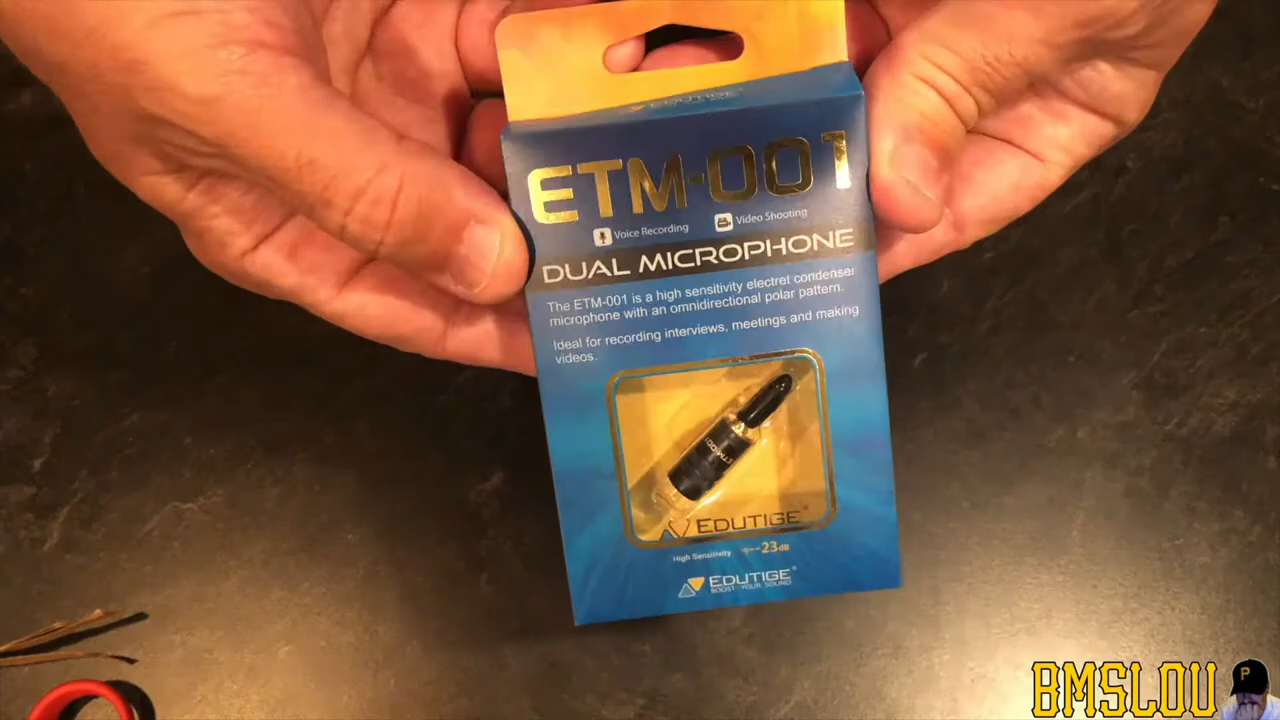 EDUTIGE
ETM-001
Voice Recording Video Shooting
DUAL MICROPHONE
The ETM-001 is a high sensitivity electret condenser
microphone with an omnidirectional polar pattern.
Ideal for recording interviews, meetings and making
videos.
ETM-001
EDUTIGE®
High Sensitivity -23dB
EDUTIGE®
BOOST YOUR SOUND
BMSLOU
P